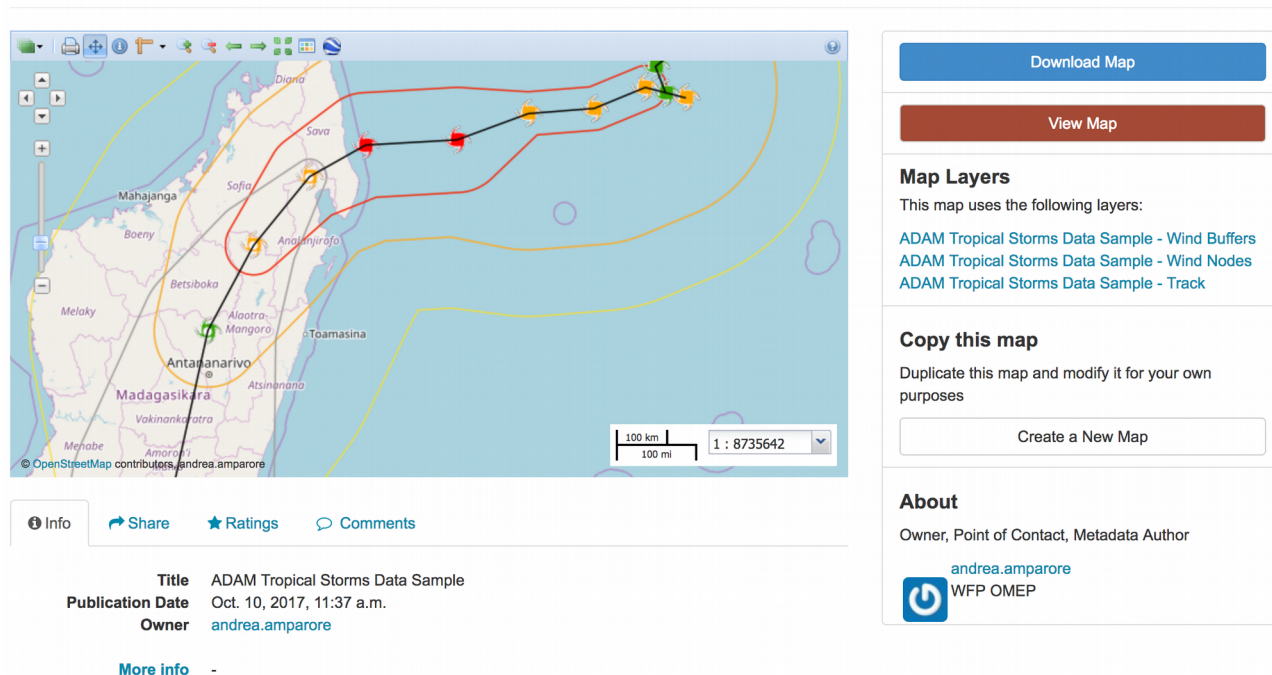 Diana
Sava
Sofia
Mahajanga
Boeny
Analanjirofo
Betsiboka
Melaky
Alaotra-
Mangoro
Toamasina
Antananarivo
Atsinanana
Madagasikara
Vakinankaratra
Menabe
Amoron'i
© OpenStreetMap contributors, andrea.amparore
100 km
100 mi
1 : 8735642
Download Map
View Map
Map Layers
This map uses the following layers:
ADAM Tropical Storms Data Sample - Wind Buffers
ADAM Tropical Storms Data Sample - Wind Nodes
ADAM Tropical Storms Data Sample - Track
Copy this map
Duplicate this map and modify it for your own
purposes
Create a New Map
About
Owner, Point of Contact, Metadata Author
andrea.amparore
WFP OMEP
Info Share Ratings Comments
Title ADAM Tropical Storms Data Sample
Publication Date Oct. 10, 2017, 11:37 a.m.
Owner andrea.amparore
More info -